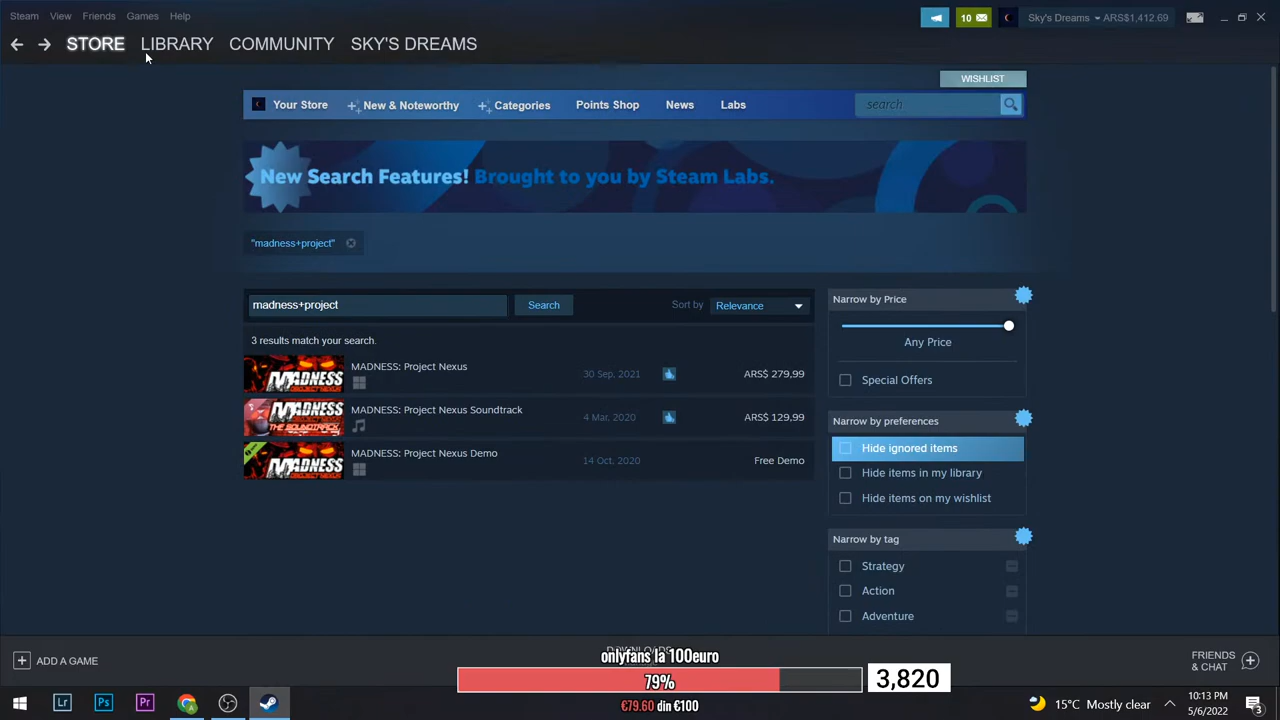 Steam View Friends Games Help
10
Sky's Dreams ARS$1,412.69
STORE LIBRARY COMMUNITY SKY'S DREAMS
WISHLIST
Your Store New & Noteworthy Categories Points Shop News Labs search
New Search Features! Brought to you by Steam Labs.
"madness+project"
madness+project Search Sort by Relevance
3 results match your search.
MADNESS: Project Nexus 30 Sep, 2021 ARS$ 279,99
MADNESS: Project Nexus Soundtrack 4 Mar, 2020 ARS$ 129,99
MADNESS: Project Nexus Demo 14 Oct, 2020 Free Demo
Narrow by Price
Any Price
Special Offers
Narrow by preferences
Hide ignored items
Hide items in my library
Hide items on my wishlist
Narrow by tag
Strategy
Action
Adventure
ADD A GAME
onlyfans la 100euro
79%
€79.60 din €100
3,820
FRIENDS
& CHAT
Lr Ps Pr
15°C Mostly clear
10:13 PM
5/6/2022
3